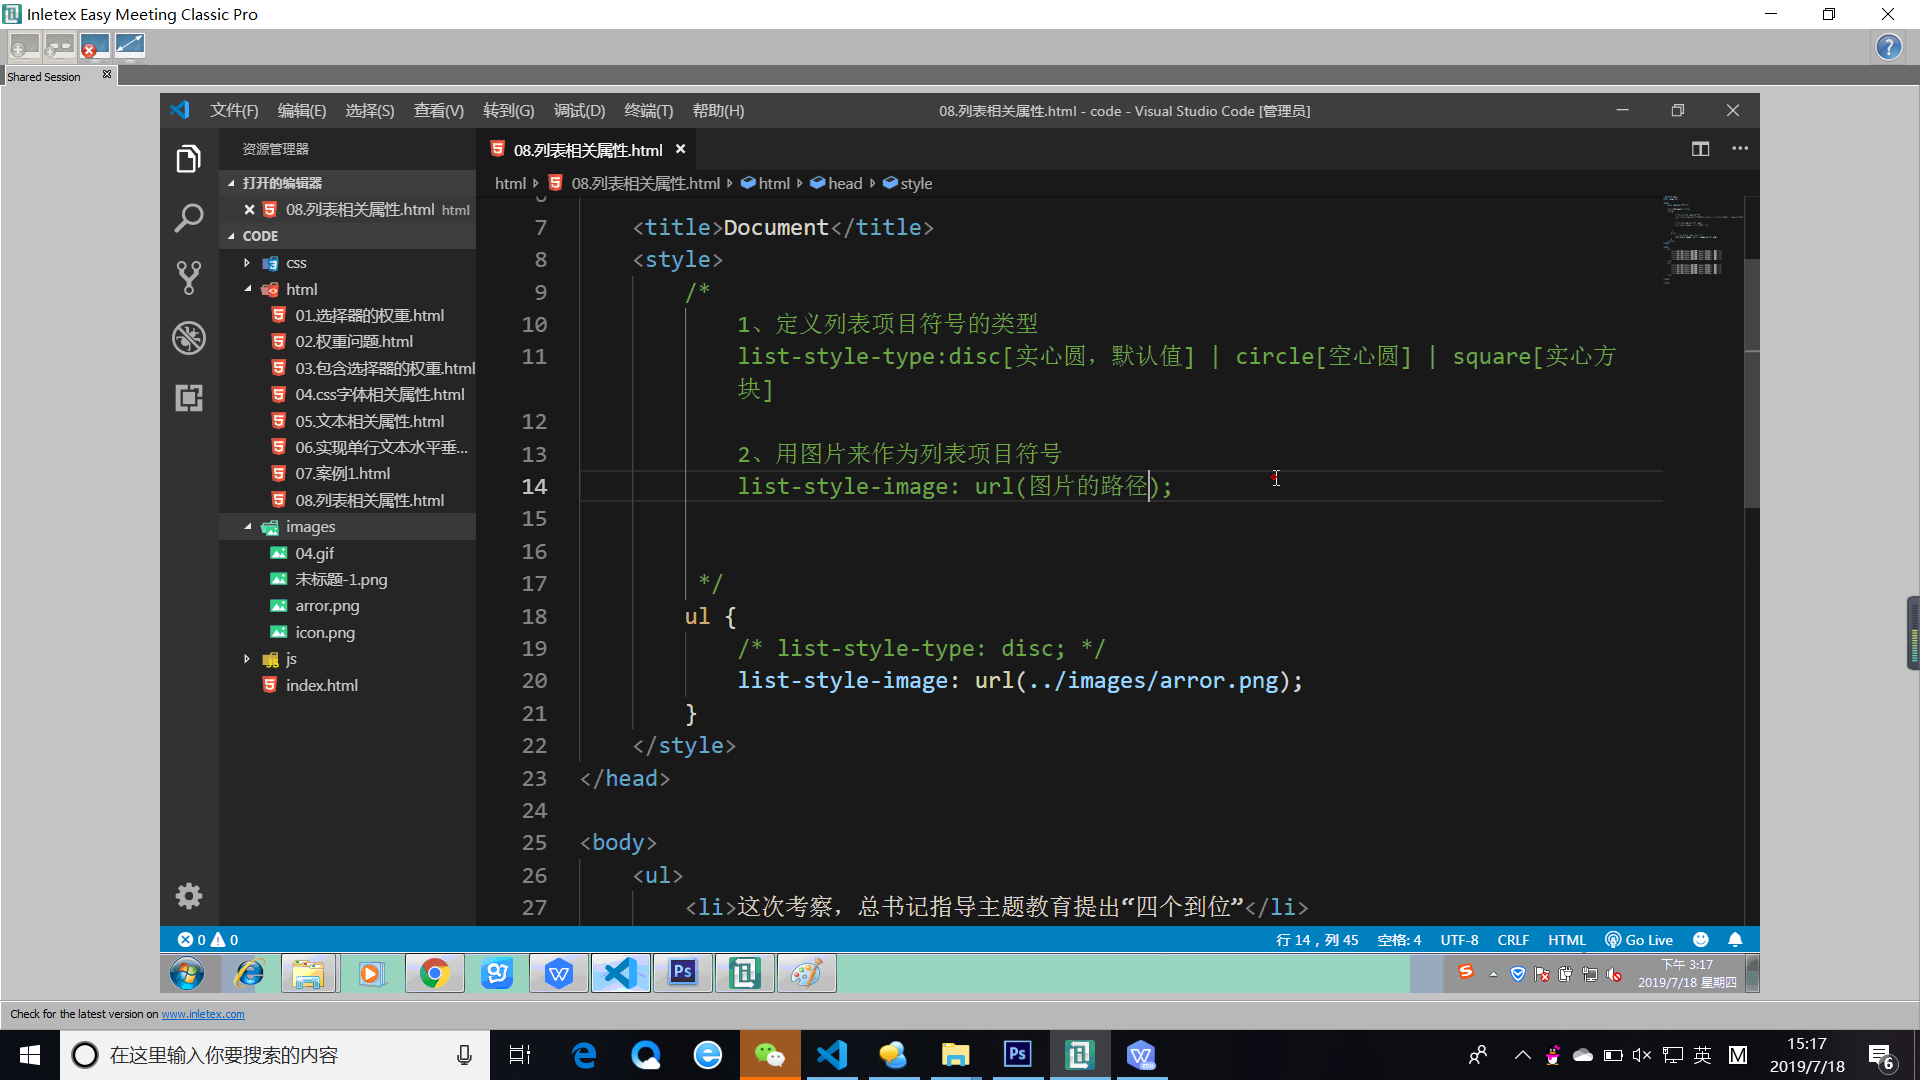 Inletex Easy Meeting Classic Pro
Shared Session
文件(F) 编辑(E) 选择(S) 查看(V) 转到(G) 调试(D) 终端(T) 帮助(H)
08.列表相关属性.html - code - Visual Studio Code [管理员]
资源管理器
08.列表相关属性.html
打开的编辑器
html 08.列表相关属性.html html head style
08.列表相关属性.html html
CODE
css
html
01.选择器的权重.html
02.权重问题.html
03.包含选择器的权重.html
04.css字体相关属性.html
05.文本相关属性.html
06.实现单行文本水平垂...
07.案例1.html
08.列表相关属性.html
images
04.gif
未标题-1.png
arror.png
icon.png
js
index.html
6
7 <title>Document</title>
8 <style>
9 /*
10 1、定义列表项目符号的类型
11 list-style-type:disc[实心圆，默认值] | circle[空心圆] | square[实心方
块]
12
13 2、用图片来作为列表项目符号
14 list-style-image: url(图片的路径);
15
16
17 */
18 ul {
19 /* list-style-type: disc; */
20 list-style-image: url(../images/arror.png);
21 }
22 </style>
23 </head>
24
25 <body>
26 <ul>
27 <li>这次考察，总书记指导主题教育提出“四个到位”</li>
0 0
行 14，列 45 空格: 4 UTF-8 CRLF HTML Go Live
下午 3:17
2019/7/18 星期四
Check for the latest version on www.inletex.com
在这里输入你要搜索的内容
英 M
15:17
2019/7/18
6